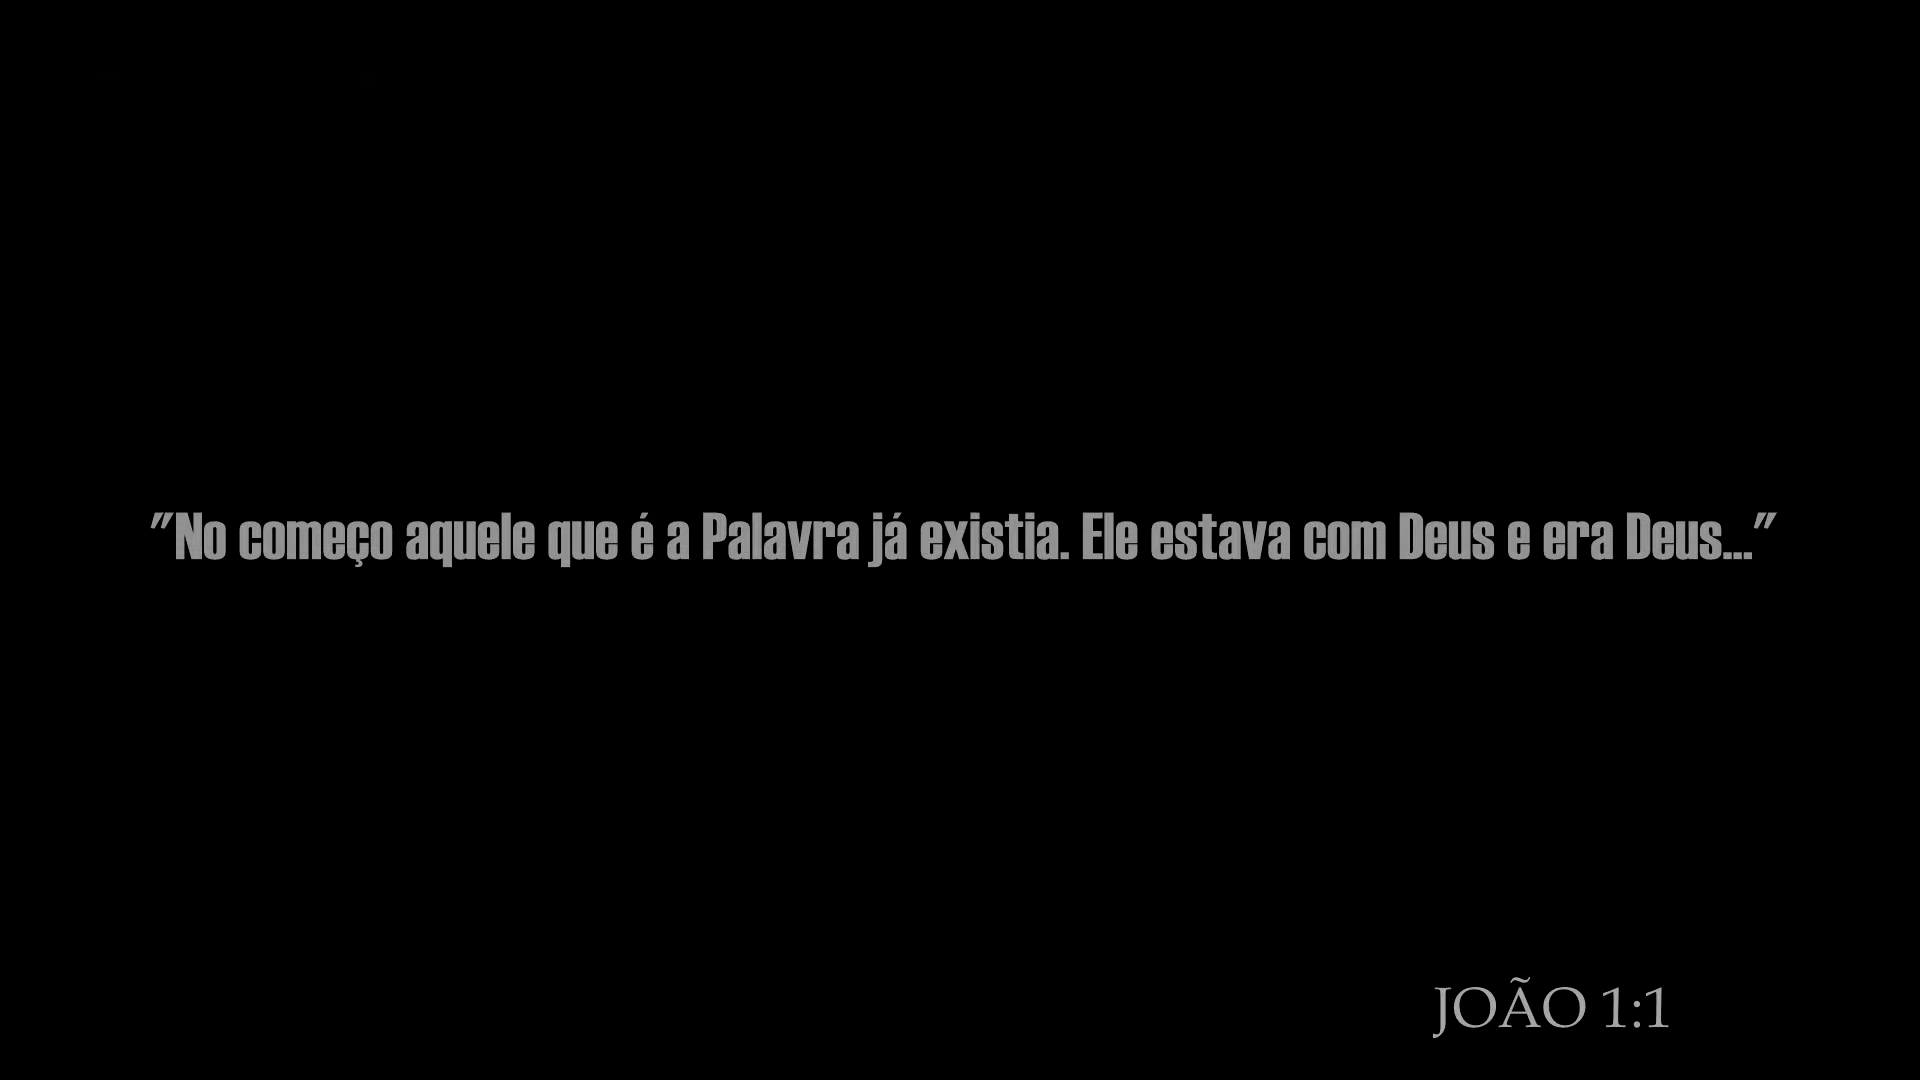 "No começo aquele que é a Palavra já existia. Ele estava com Deus e era Deus..."
JOÃO 1:1